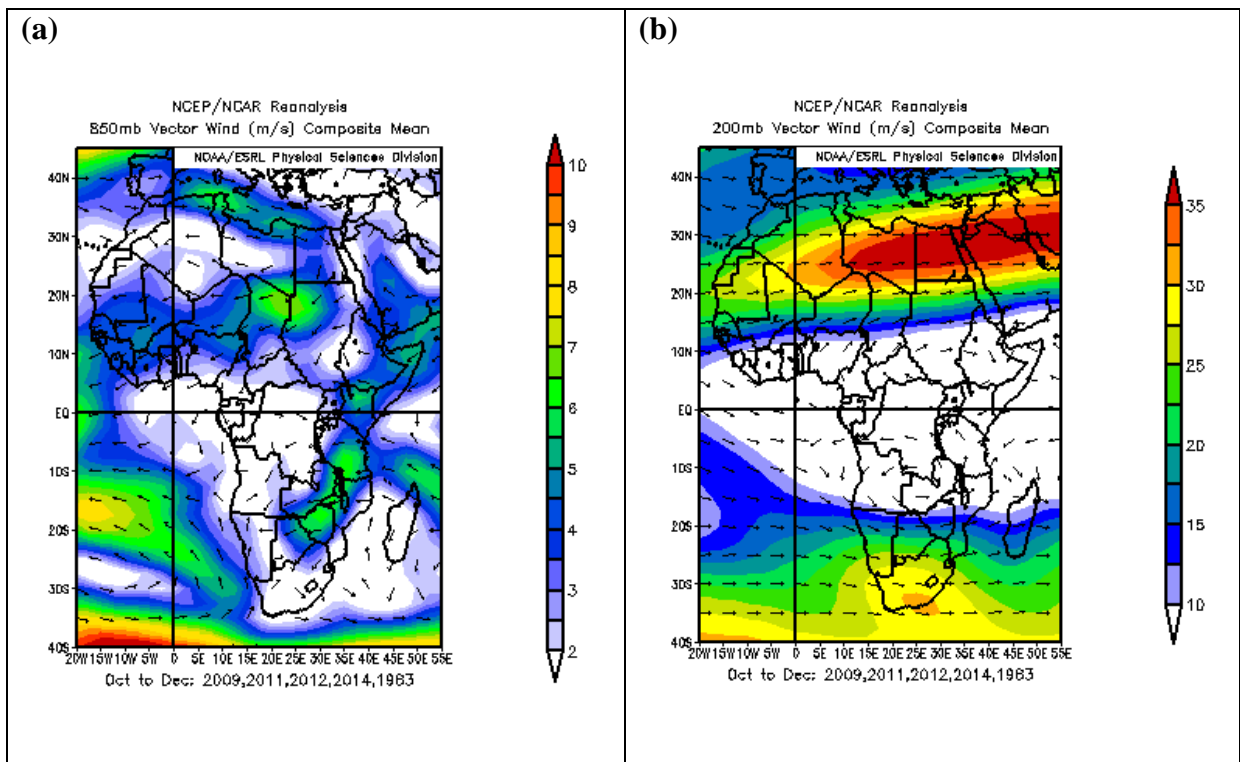 (a)
NCEP/NCAR Reanalysis
850mb Vector Wind (m/s) Composite Mean
NOAA/ESRL Physical Sciences Division
40N
30N
20N
10N
EQ
10S
20S
30S
40S
20W 15W 10W 5W 0 5E 10E 15E 20E 25E 30E 35E 40E 45E 50E 55E
Oct to Dec: 2009,2011,2012,2014,1963
10
9
8
7
6
5
4
3
2
(b)
NCEP/NCAR Reanalysis
200mb Vector Wind (m/s) Composite Mean
NOAA/ESRL Physical Sciences Division
40N
30N
20N
10N
EQ
10S
20S
30S
40S
20W 15W 10W 5W 0 5E 10E 15E 20E 25E 30E 35E 40E 45E 50E 55E
Oct to Dec: 2009,2011,2012,2014,1963
35
30
25
20
15
10